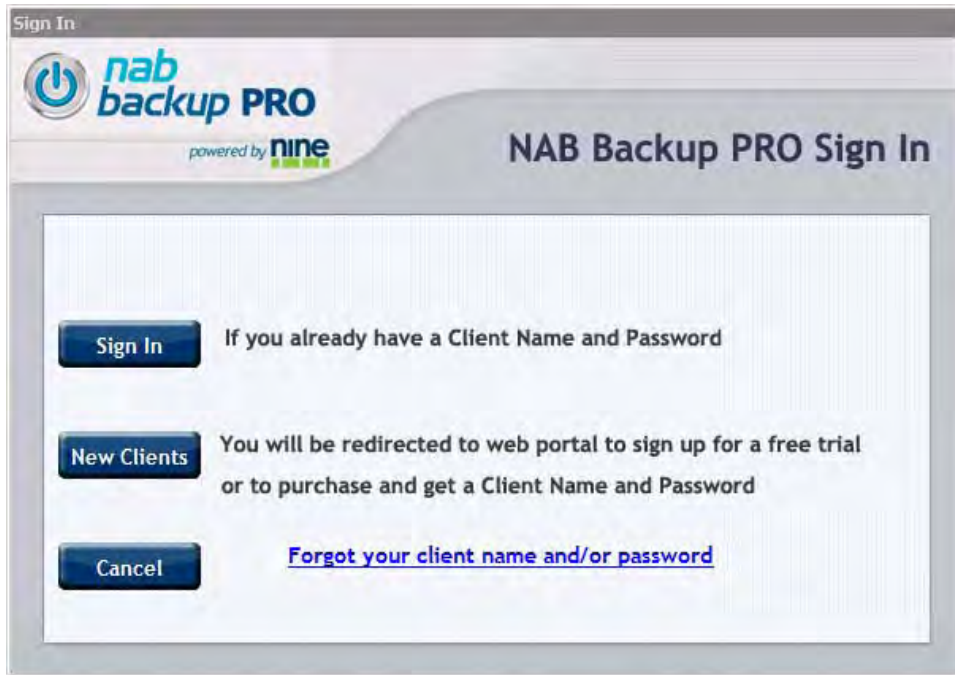 Sign In
nab
backup PRO
powered by nine
NAB Backup PRO Sign In
Sign In
If you already have a Client Name and Password
New Clients
You will be redirected to web portal to sign up for a free trial
or to purchase and get a Client Name and Password
Cancel
Forgot your client name and/or password